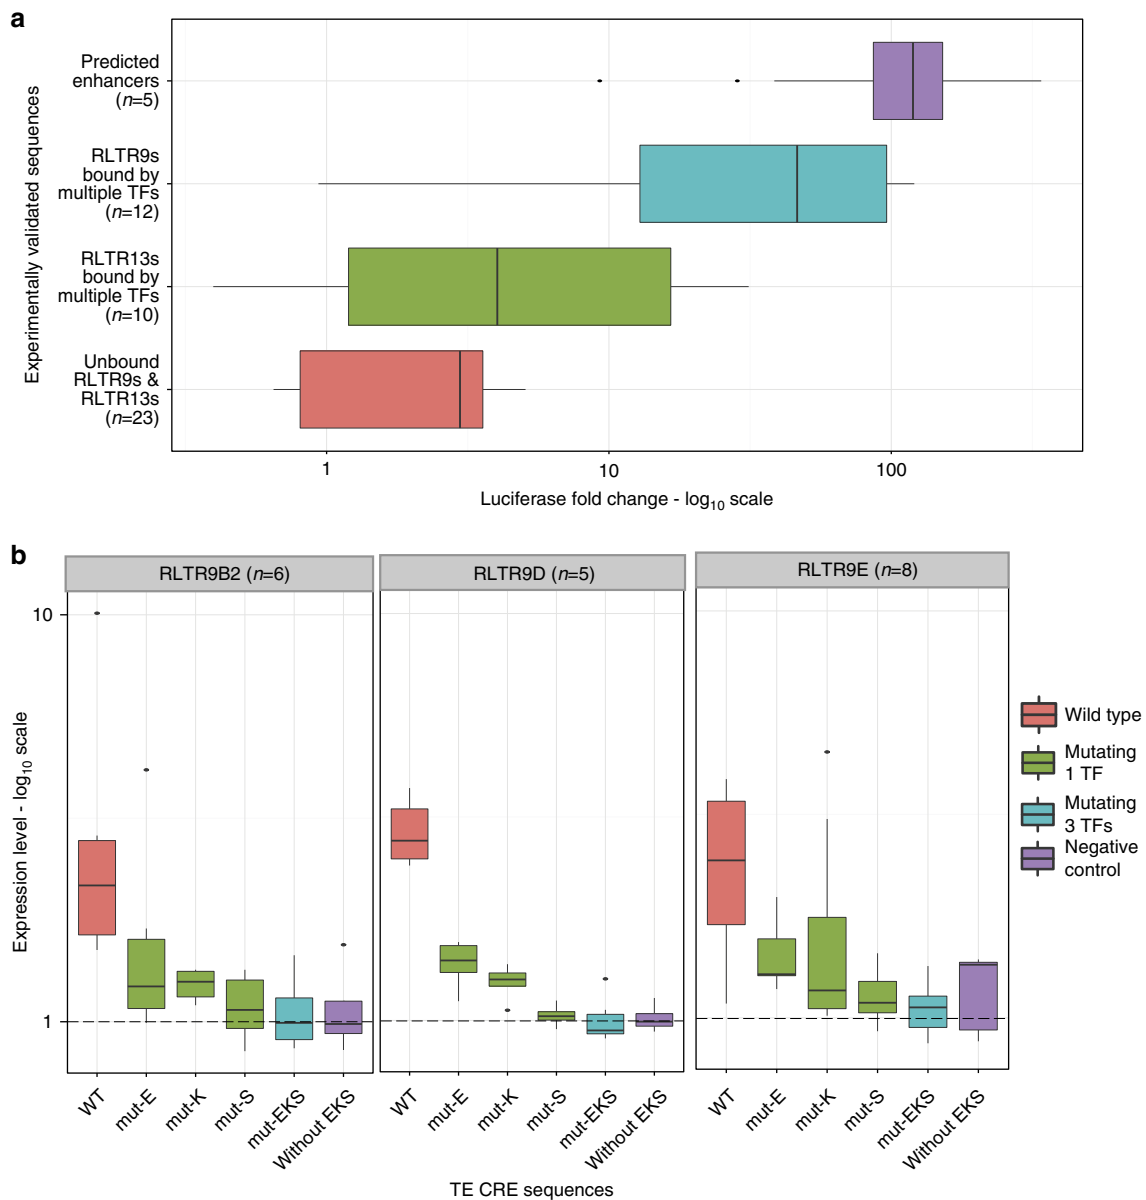 a
Experimentally validated sequences
Predicted
enhancers
(n=5)
RLTR9s
bound by
multiple TFs
(n=12)
RLTR13s
bound by
multiple TFs
(n=10)
Unbound
RLTR9s &
RLTR13s
(n=23)
1 10 100
Luciferase fold change - log10 scale
b
RLTR9B2 (n=6) RLTR9D (n=5) RLTR9E (n=8)
Expression level - log10 scale
10
1
Wild type
Mutating
1 TF
Mutating
3 TFs
Negative
control
WT mut-E mut-K mut-S mut-EKS Without EKS WT mut-E mut-K mut-S mut-EKS Without EKS WT mut-E mut-K mut-S mut-EKS Without EKS
TE CRE sequences